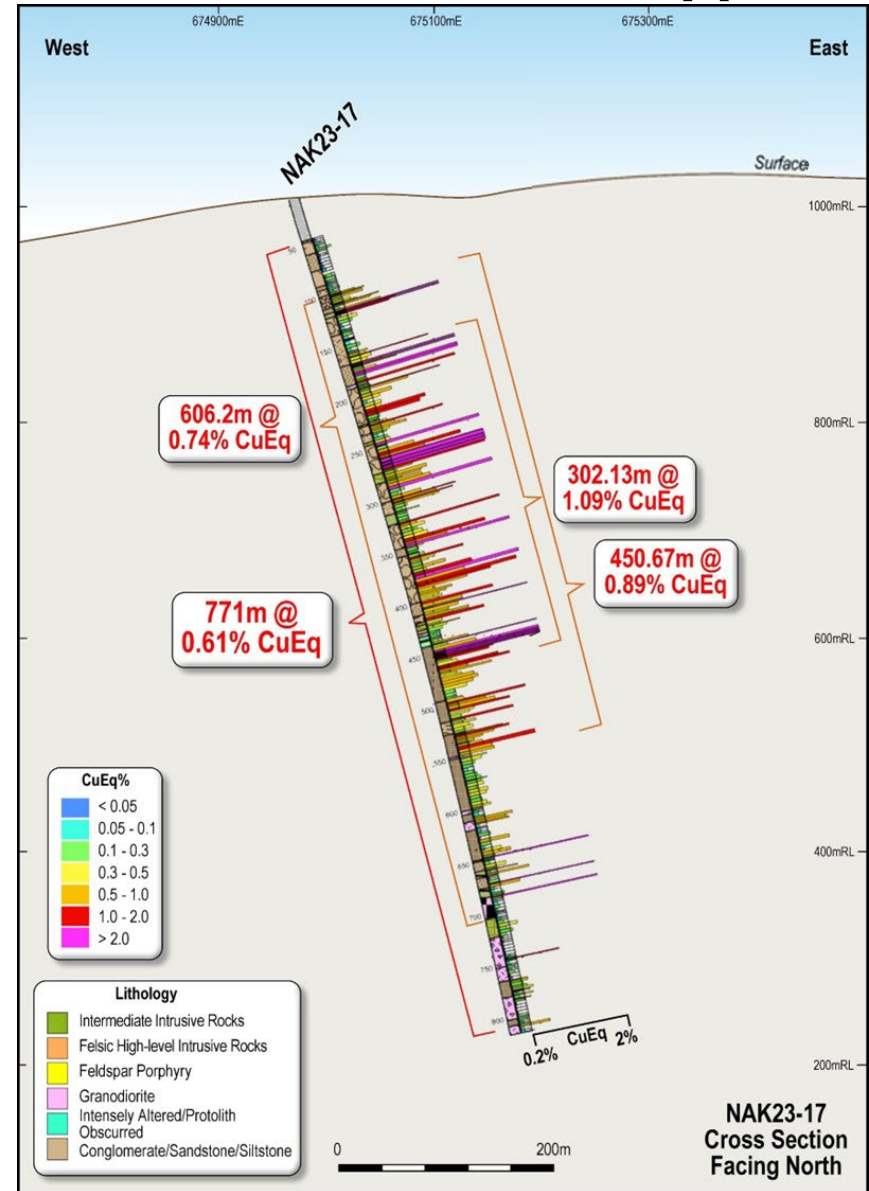 674900mE
675100mE
675300mE
West
East
NAK23-17
Surface
1000mRL
50
100
150
200
800mRL
606.2m @
0.74% CuEq
250
302.13m @
1.09% CuEq
300
350
450.67m @
0.89% CuEq
400
771m @
0.61% CuEq
600mRL
450
500
550
CuEq%
< 0.05
0.05 - 0.1
0.1 - 0.3
0.3 - 0.5
0.5 - 1.0
1.0 - 2.0
> 2.0
600
400mRL
650
700
750
800
0.2% CuEq 2%
200mRL
Lithology
Intermediate Intrusive Rocks
Felsic High-level Intrusive Rocks
Feldspar Porphyry
Granodiorite
Intensely Altered/Protolith
Obscurred
Conglomerate/Sandstone/Siltstone
0
200m
NAK23-17
Cross Section
Facing North